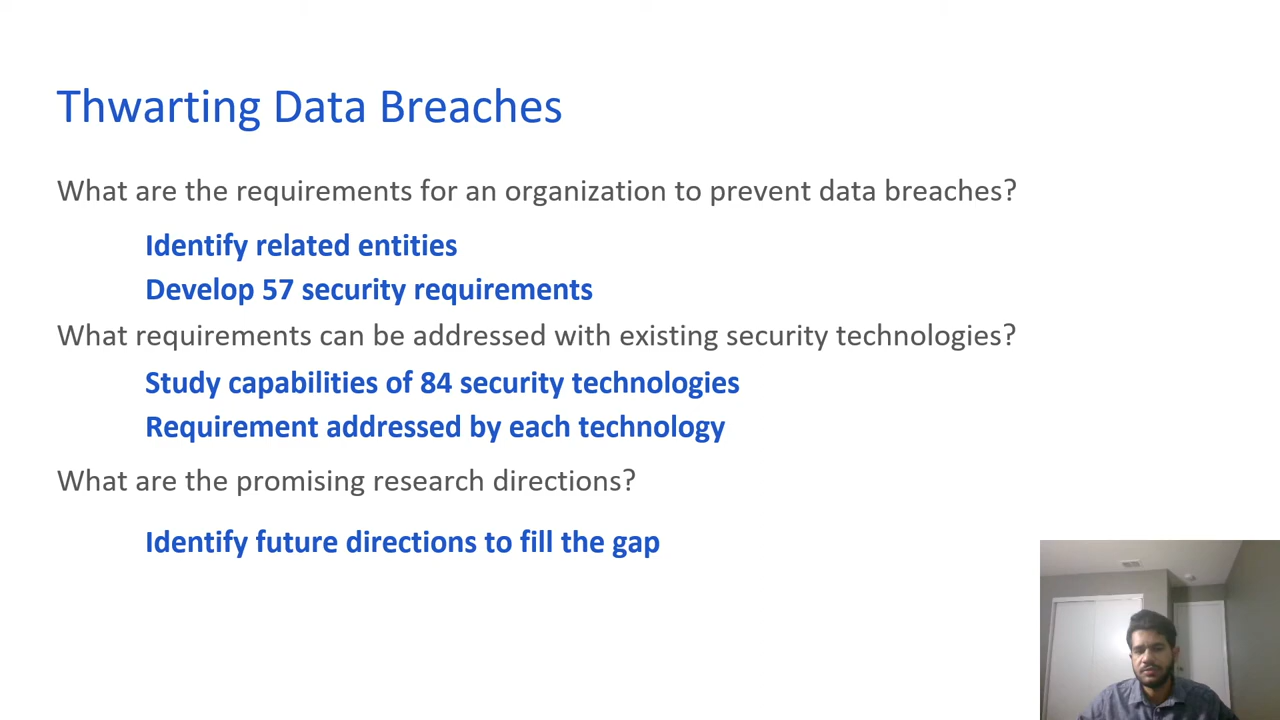 Thwarting Data Breaches
What are the requirements for an organization to prevent data breaches?
Identify related entities
Develop 57 security requirements
What requirements can be addressed with existing security technologies?
Study capabilities of 84 security technologies
Requirement addressed by each technology
What are the promising research directions?
Identify future directions to fill the gap